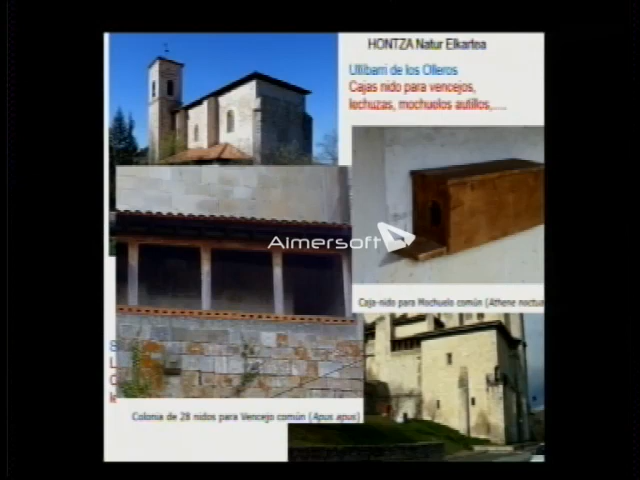 HONTZA Natur Elkartea
Ullibarri de los Olleros
Cajas nido para vencejos,
lechuzas, mochuelos autillos,....
Aimersoft
Caja-nido para Mochuelo común (Athene noctua
Colonia de 28 nidos para Vencejo común (Apus apus)